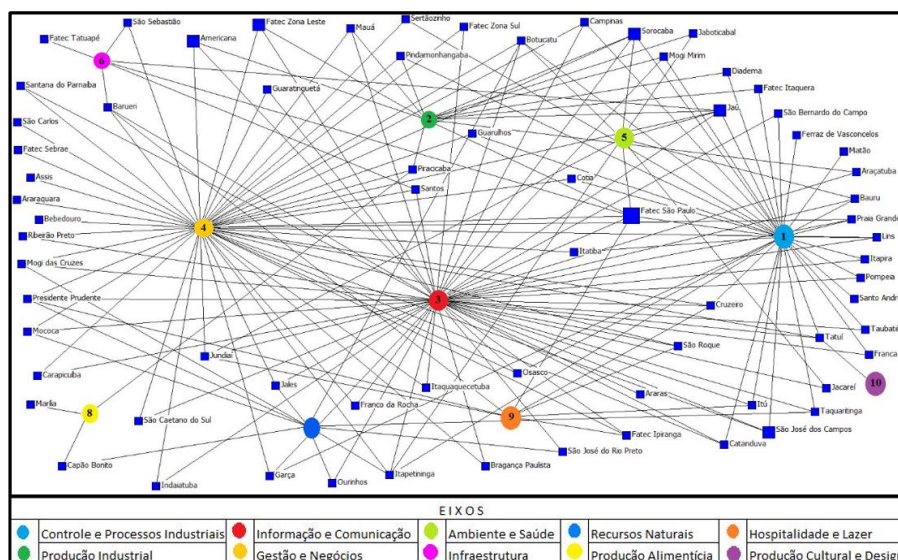 São Sebastião
Fatec Zona Leste
Sertãozinho
Fatec Tatuapé
Americana
Mauá
Fatec Zona Sul
Campinas
Sorocaba
Jaboticabal
Botucatu
6
Pindamonhangaba
Mogi Mirim
Diadema
Santana do Parnaíba
Guaratinguetá
Fatec Itaquera
Barueri
Jaú
São Bernardo do Campo
São Carlos
2
Guarulhos
5
Ferraz de Vasconcelos
Fatec Sebrae
Matão
Piracicaba
Araçatuba
Assis
Cotia
Santos
Araraquara
Bauru
Bebedouro
Fatec São Paulo
Praia Grande
4
1
Ribeirão Preto
Lins
Itatiba
Itapira
Mogi das Cruzes
Pompeia
Presidente Prudente
3
Cruzeiro
Santo André
Mococa
Taubaté
Tatuí
São Roque
Jundiaí
Franca
Carapicuiba
Osasco
Jales
Itaquaquecetuba
Jacareí
10
Araras
Marília
Franco da Rocha
Itú
8
9
Taquaritinga
São Caetano do Sul
Fatec Ipiranga
São José dos Campos
Catanduva
São José do Rio Preto
Capão Bonito
Bragança Paulista
Garça
Itapetininga
Indaiatuba
Ourinhos
EIXOS
Controle e Processos Industriais
Informação e Comunicação
Ambiente e Saúde
Recursos Naturais
Hospitalidade e Lazer
Produção Industrial
Gestão e Negócios
Infraestrutura
Produção Alimentícia
Produção Cultural e Design